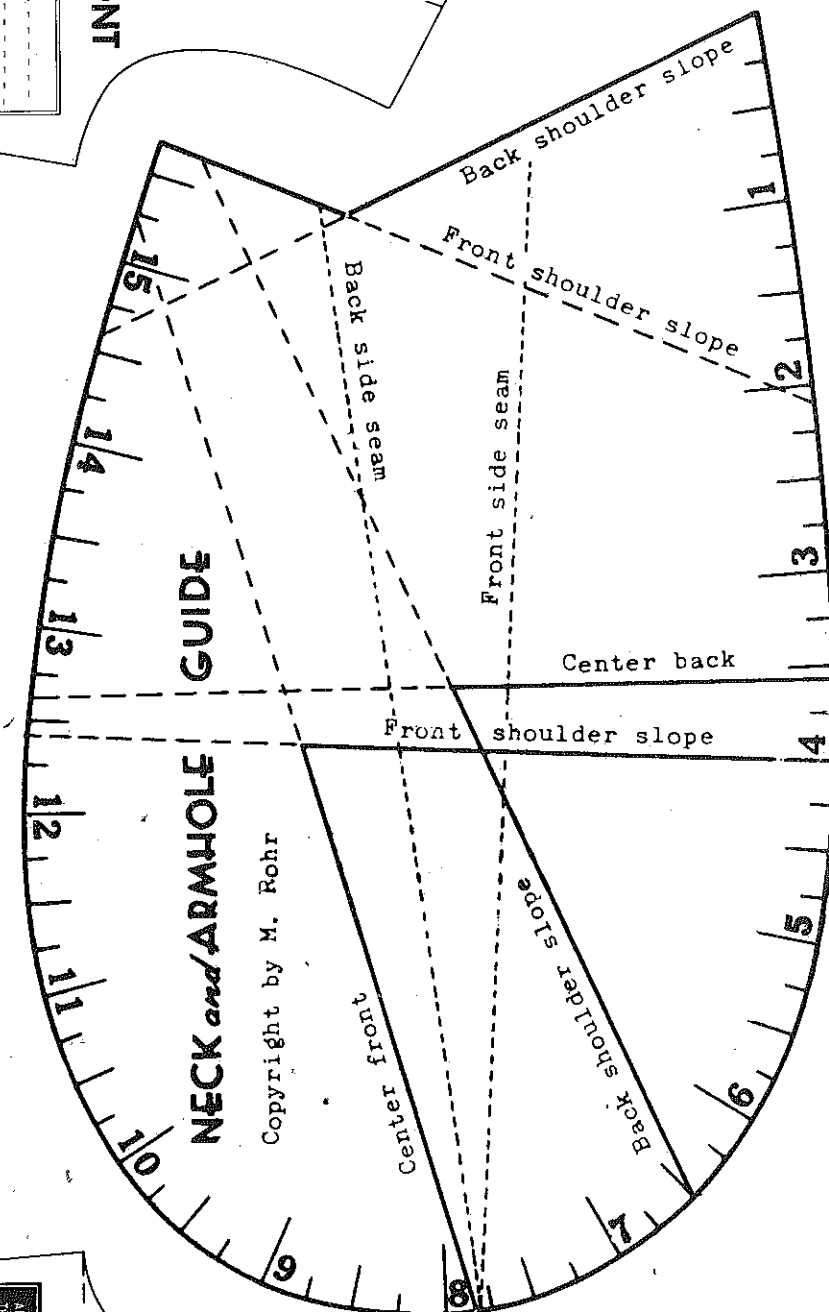 NT
Back shoulder slope
Front shoulder slope
Back side seam
Front side seam
Center back
Front shoulder slope
Back shoulder slope
Center front
NECK and ARMHOLE GUIDE
Copyright by M. Rohr
1
2
3
4
5
6
7
8
9
10
11
12
13
14
15